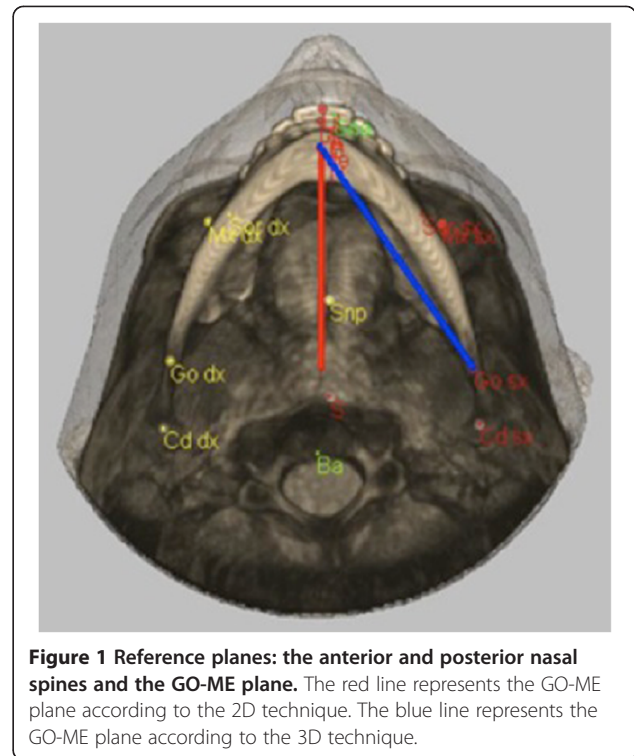 Snp
Go dx
Go sx
S
Cd dx
Cd sx
Ba
Figure 1 Reference planes: the anterior and posterior nasal
spines and the GO-ME plane. The red line represents the GO-ME
plane according to the 2D technique. The blue line represents the
GO-ME plane according to the 3D technique.